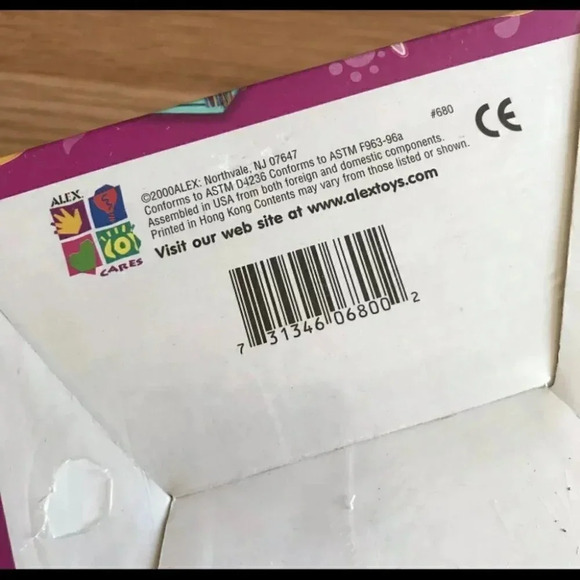 #680
CE
ALEX.
CARES
©2000ALEX: Northvale, NJ 07647
Conforms to ASTM D4236 Conforms to ASTM F963-96a
Assembled in USA from both foreign and domestic components.
Printed in Hong Kong Contents may vary from those listed or shown.
Visit our web site at www.alextoys.com
7 31346 06800 2